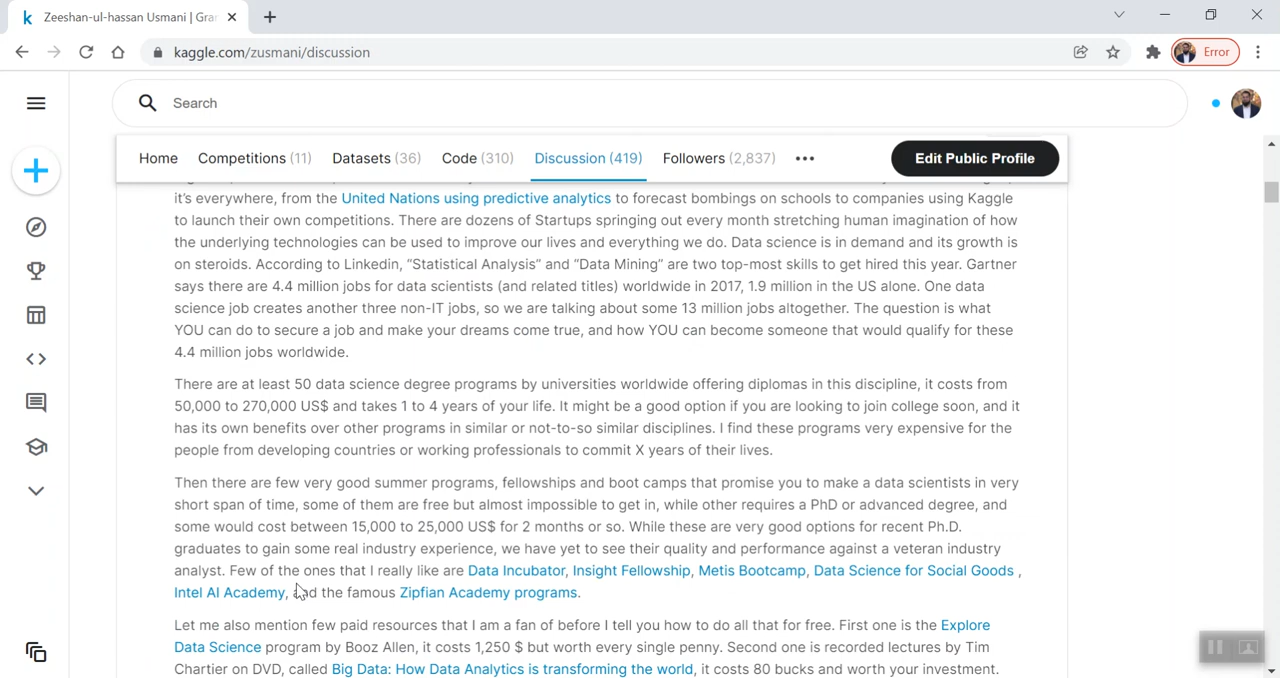 Zeeshan-ul-hassan Usmani | Gra
kaggle.com/zusmani/discussion
Error
Search
Home Competitions (11) Datasets (36) Code (310) Discussion (419) Followers (2,837) ••• Edit Public Profile
it's everywhere, from the United Nations using predictive analytics to forecast bombings on schools to companies using Kaggle
to launch their own competitions. There are dozens of Startups springing out every month stretching human imagination of how
the underlying technologies can be used to improve our lives and everything we do. Data science is in demand and its growth is
on steroids. According to Linkedin, "Statistical Analysis" and "Data Mining" are two top-most skills to get hired this year. Gartner
says there are 4.4 million jobs for data scientists (and related titles) worldwide in 2017, 1.9 million in the US alone. One data
science job creates another three non-IT jobs, so we are talking about some 13 million jobs altogether. The question is what
YOU can do to secure a job and make your dreams come true, and how YOU can become someone that would qualify for these
4.4 million jobs worldwide.
There are at least 50 data science degree programs by universities worldwide offering diplomas in this discipline, it costs from
50,000 to 270,000 US$ and takes 1 to 4 years of your life. It might be a good option if you are looking to join college soon, and it
has its own benefits over other programs in similar or not-to-so similar disciplines. I find these programs very expensive for the
people from developing countries or working professionals to commit X years of their lives.
Then there are few very good summer programs, fellowships and boot camps that promise you to make a data scientists in very
short span of time, some of them are free but almost impossible to get in, while other requires a PhD or advanced degree, and
some would cost between 15,000 to 25,000 US$ for 2 months or so. While these are very good options for recent Ph.D.
graduates to gain some real industry experience, we have yet to see their quality and performance against a veteran industry
analyst. Few of the ones that I really like are Data Incubator, Insight Fellowship, Metis Bootcamp, Data Science for Social Goods ,
Intel AI Academy, and the famous Zipfian Academy programs.
Let me also mention few paid resources that I am a fan of before I tell you how to do all that for free. First one is the Explore
Data Science program by Booz Allen, it costs 1,250 $ but worth every single penny. Second one is recorded lectures by Tim
Chartier on DVD, called Big Data: How Data Analytics is transforming the world, it costs 80 bucks and worth your investment.